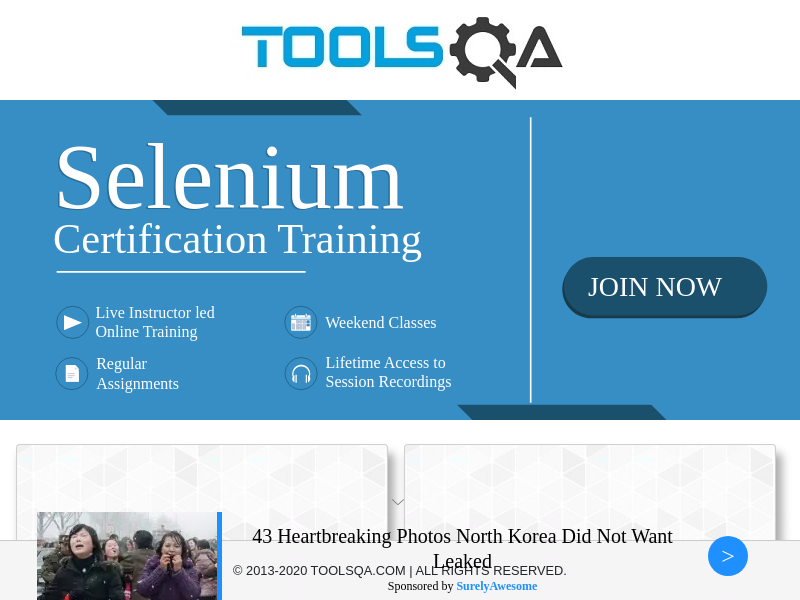 TOOLSQA
Selenium
Certification Training
JOIN NOW
Live Instructor led
Online Training
Weekend Classes
Regular
Assignments
Lifetime Access to
Session Recordings
43 Heartbreaking Photos North Korea Did Not Want
Leaked
>
© 2013-2020 TOOLSQA.COM | ALL RIGHTS RESERVED.
Sponsored by SurelyAwesome